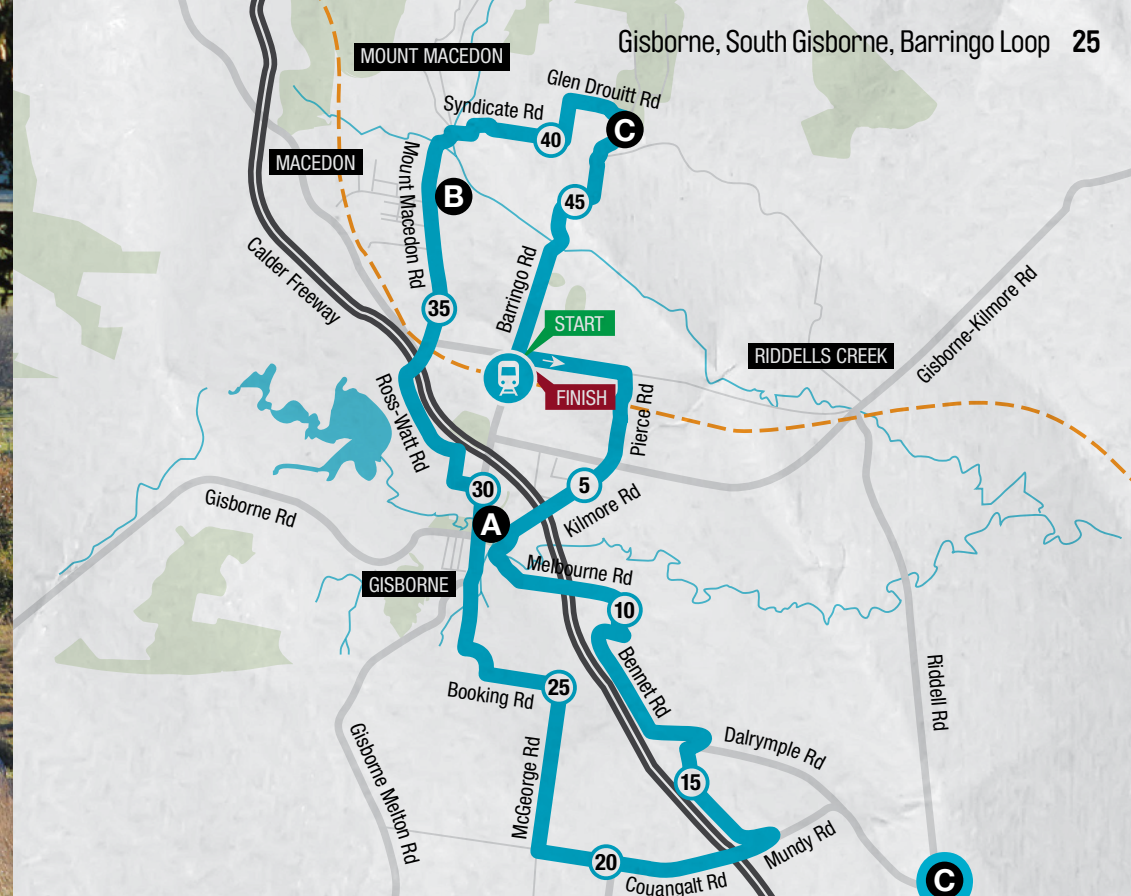 Gisborne, South Gisborne, Barringo Loop 25
MOUNT MACEDON
Glen Drouitt Rd
Syndicate Rd
C
40
MACEDON
Mount Macedon Rd
B
45
Calder Freeway
Barringo Rd
35
START
RIDDELLS CREEK
Gisborne-Kilmore Rd
FINISH
Ross-Watt Rd
Pierce Rd
30
5
Gisborne Rd
A
Kilmore Rd
Melbourne Rd
GISBORNE
10
Bennet Rd
Riddell Rd
25
Booking Rd
Dalrymple Rd
Gisborne Melton Rd
McGeorge Rd
15
Mundy Rd
20
Couangalt Rd
C